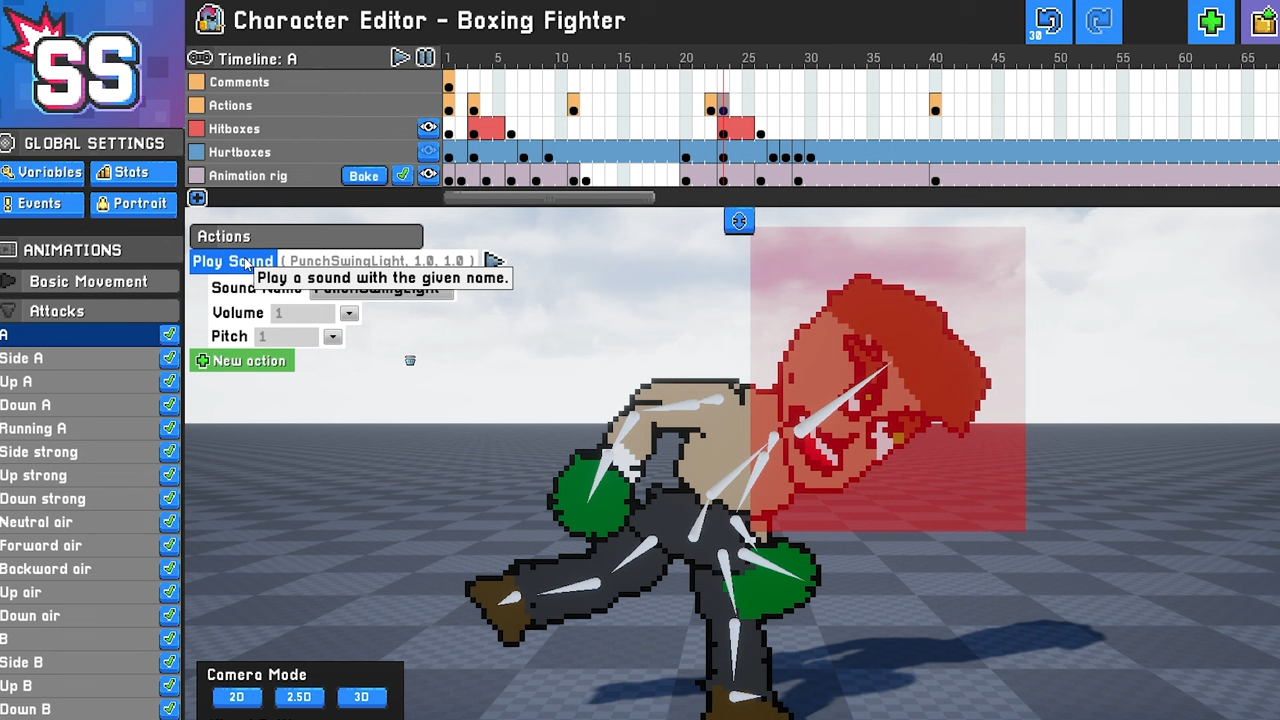 SS
Character Editor - Boxing Fighter
30
Timeline: A
1 5 10 15 20 25 30 35 40 45 50 55 60 65
Comments
Actions
Hitboxes
Hurtboxes
Animation rig Bake
GLOBAL SETTINGS
Variables Stats
Events Portrait
ANIMATIONS
Basic Movement
Attacks
A
Side A
Up A
Down A
Running A
Side strong
Up strong
Down strong
Neutral air
Forward air
Backward air
Up air
Down air
B
Side B
Up B
Down B
Actions
Play Sound ( PunchSwingLight, 1.0, 1.0 )
Play a sound with the given name.
Sound Name PunchSwingLight
Volume 1
Pitch 1
New action
Camera Mode
2D 2.5D 3D